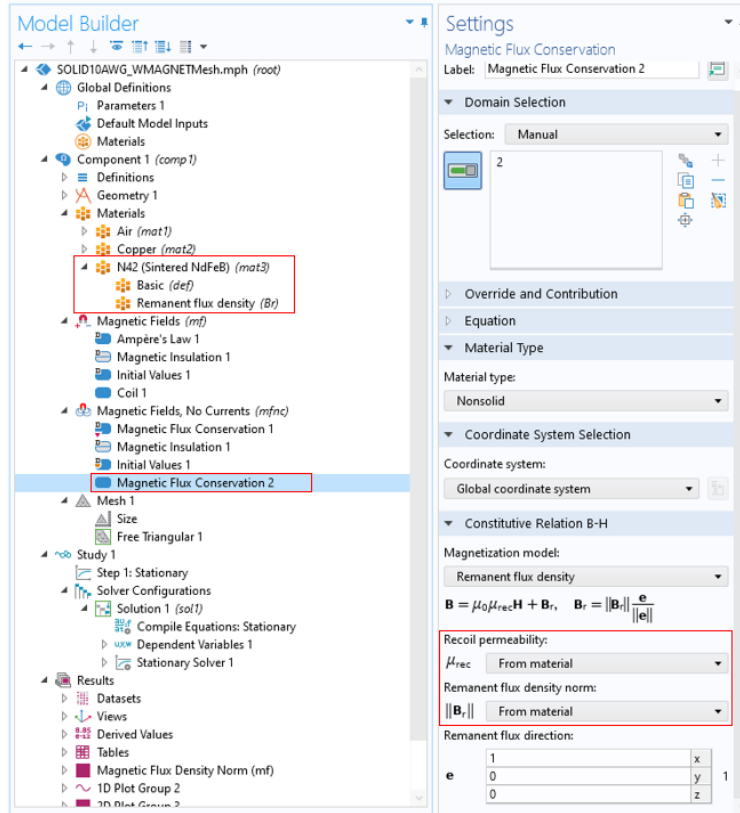 Model Builder
SOLID10AWG_WMAGNETMesh.mph (root)
Global Definitions
Pi Parameters 1
Default Model Inputs
Materials
Component 1 (comp1)
Definitions
Geometry 1
Materials
Air (mat1)
Copper (mat2)
N42 (Sintered NdFeB) (mat3)
Basic (def)
Remanent flux density (Br)
Magnetic Fields (mf)
Ampère's Law 1
Magnetic Insulation 1
Initial Values 1
Coil 1
Magnetic Fields, No Currents (mfnc)
Magnetic Flux Conservation 1
Magnetic Insulation 1
Initial Values 1
Magnetic Flux Conservation 2
Mesh 1
Size
Free Triangular 1
Study 1
Step 1: Stationary
Solver Configurations
Solution 1 (sol1)
Compile Equations: Stationary
Dependent Variables 1
Stationary Solver 1
Results
Datasets
Views
Derived Values
Tables
Magnetic Flux Density Norm (mf)
1D Plot Group 2
2D Plot Group 3
Settings
Magnetic Flux Conservation
Label: Magnetic Flux Conservation 2
Domain Selection
Selection: Manual
2
Override and Contribution
Equation
Material Type
Material type:
Nonsolid
Coordinate System Selection
Coordinate system:
Global coordinate system
Constitutive Relation B-H
Magnetization model:
Remanent flux density
B = μ0μrecH + Br, Br = ||Br|| e/||e||
Recoil permeability:
μrec From material
Remanent flux density norm:
||Br|| From material
Remanent flux direction:
1 x
e 0 y 1
0 z